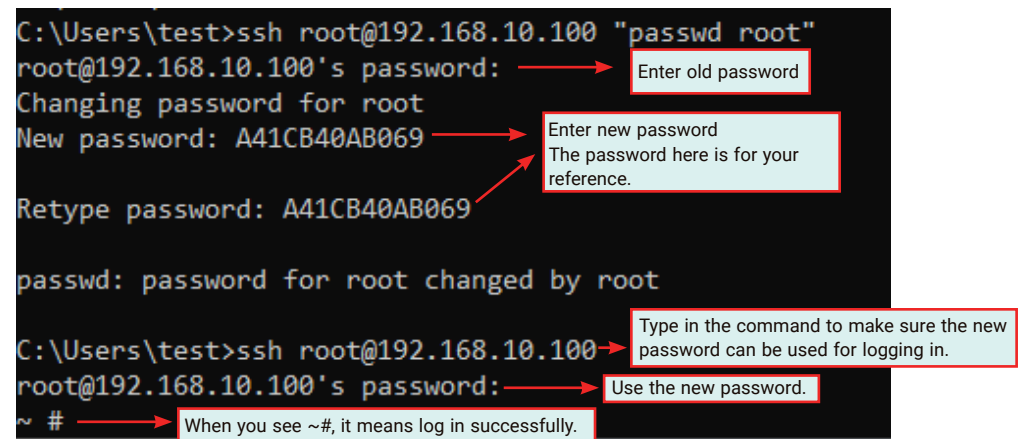 C:\Users\test>ssh root@192.168.10.100 "passwd root"
root@192.168.10.100's password:
Enter old password
Changing password for root
New password: A41CB40AB069
Enter new password
The password here is for your
reference.
Retype password: A41CB40AB069
passwd: password for root changed by root
C:\Users\test>ssh root@192.168.10.100
Type in the command to make sure the new
password can be used for logging in.
root@192.168.10.100's password:
Use the new password.
~ #
When you see ~#, it means log in successfully.